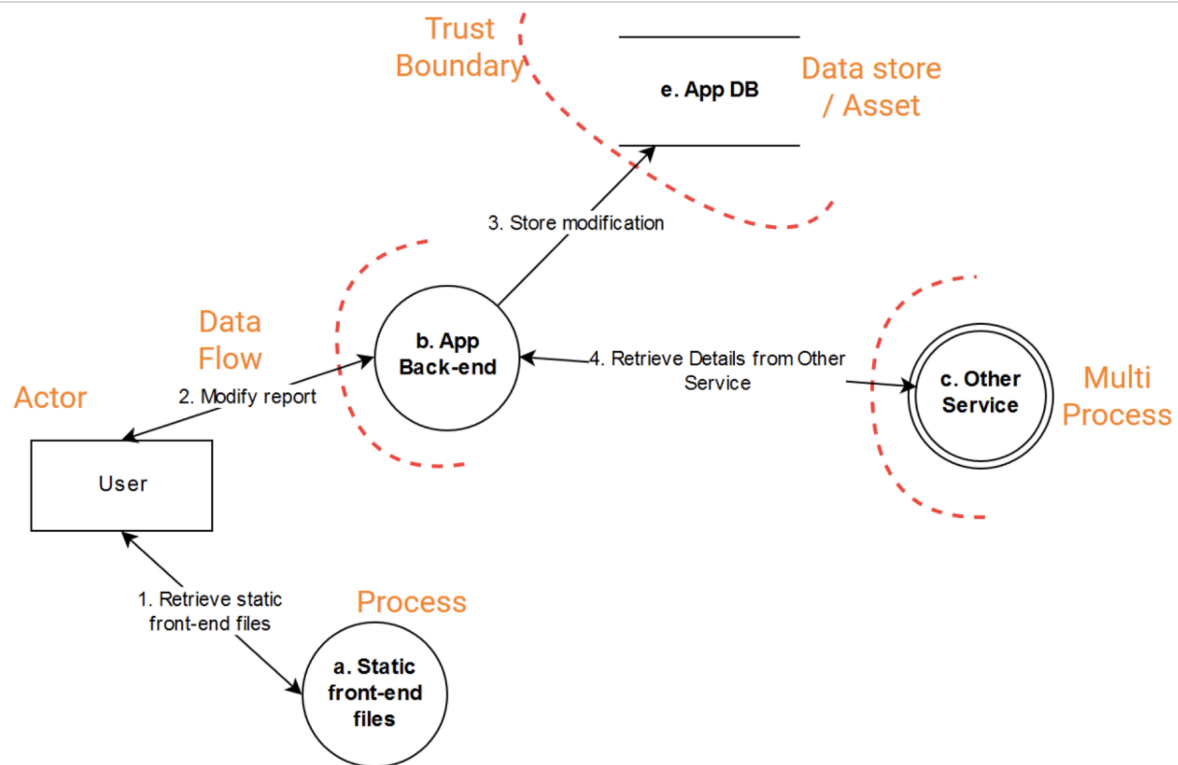 Trust
Boundary
e. App DB
Data store
/ Asset
3. Store modification
Data
Flow
b. App
Back-end
4. Retrieve Details from Other
Service
c. Other
Service
Multi
Process
Actor
2. Modify report
User
1. Retrieve static
front-end files
Process
a. Static
front-end
files